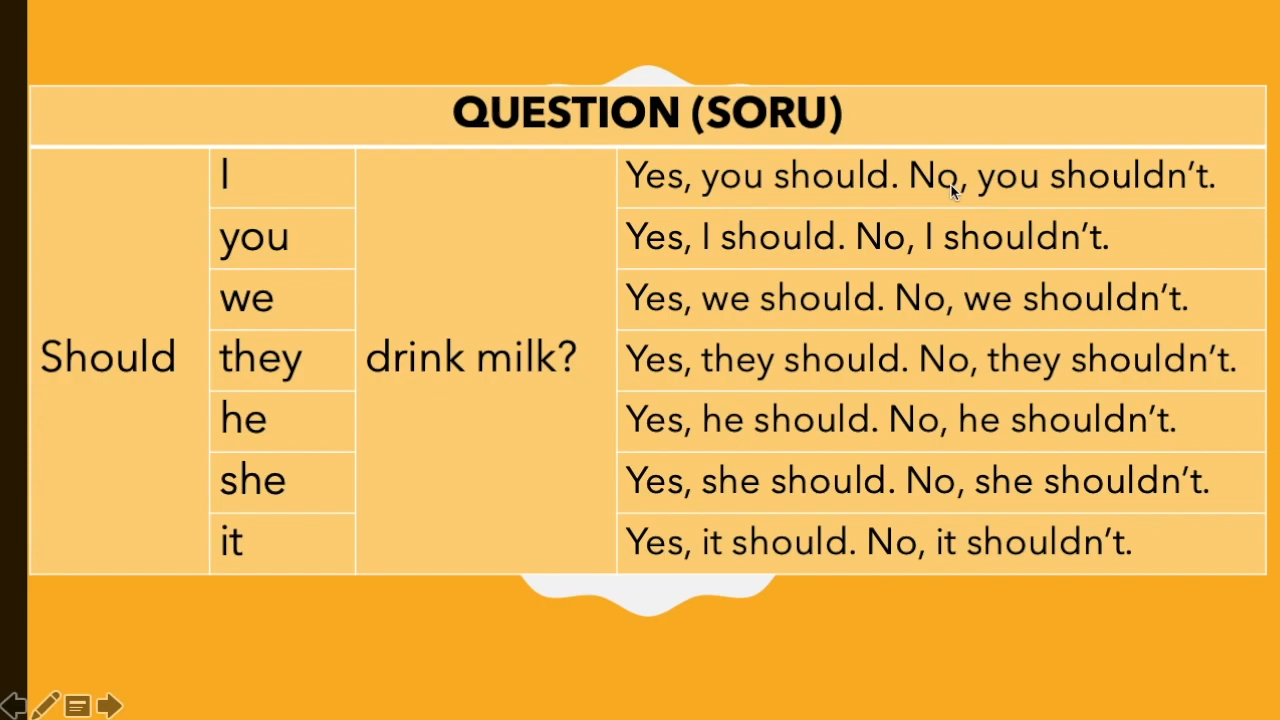 QUESTION (SORU)
Should
I
you
we
they
he
she
it
drink milk?
Yes, you should. No, you shouldn’t.
Yes, I should. No, I shouldn’t.
Yes, we should. No, we shouldn’t.
Yes, they should. No, they shouldn’t.
Yes, he should. No, he shouldn’t.
Yes, she should. No, she shouldn’t.
Yes, it should. No, it shouldn’t.